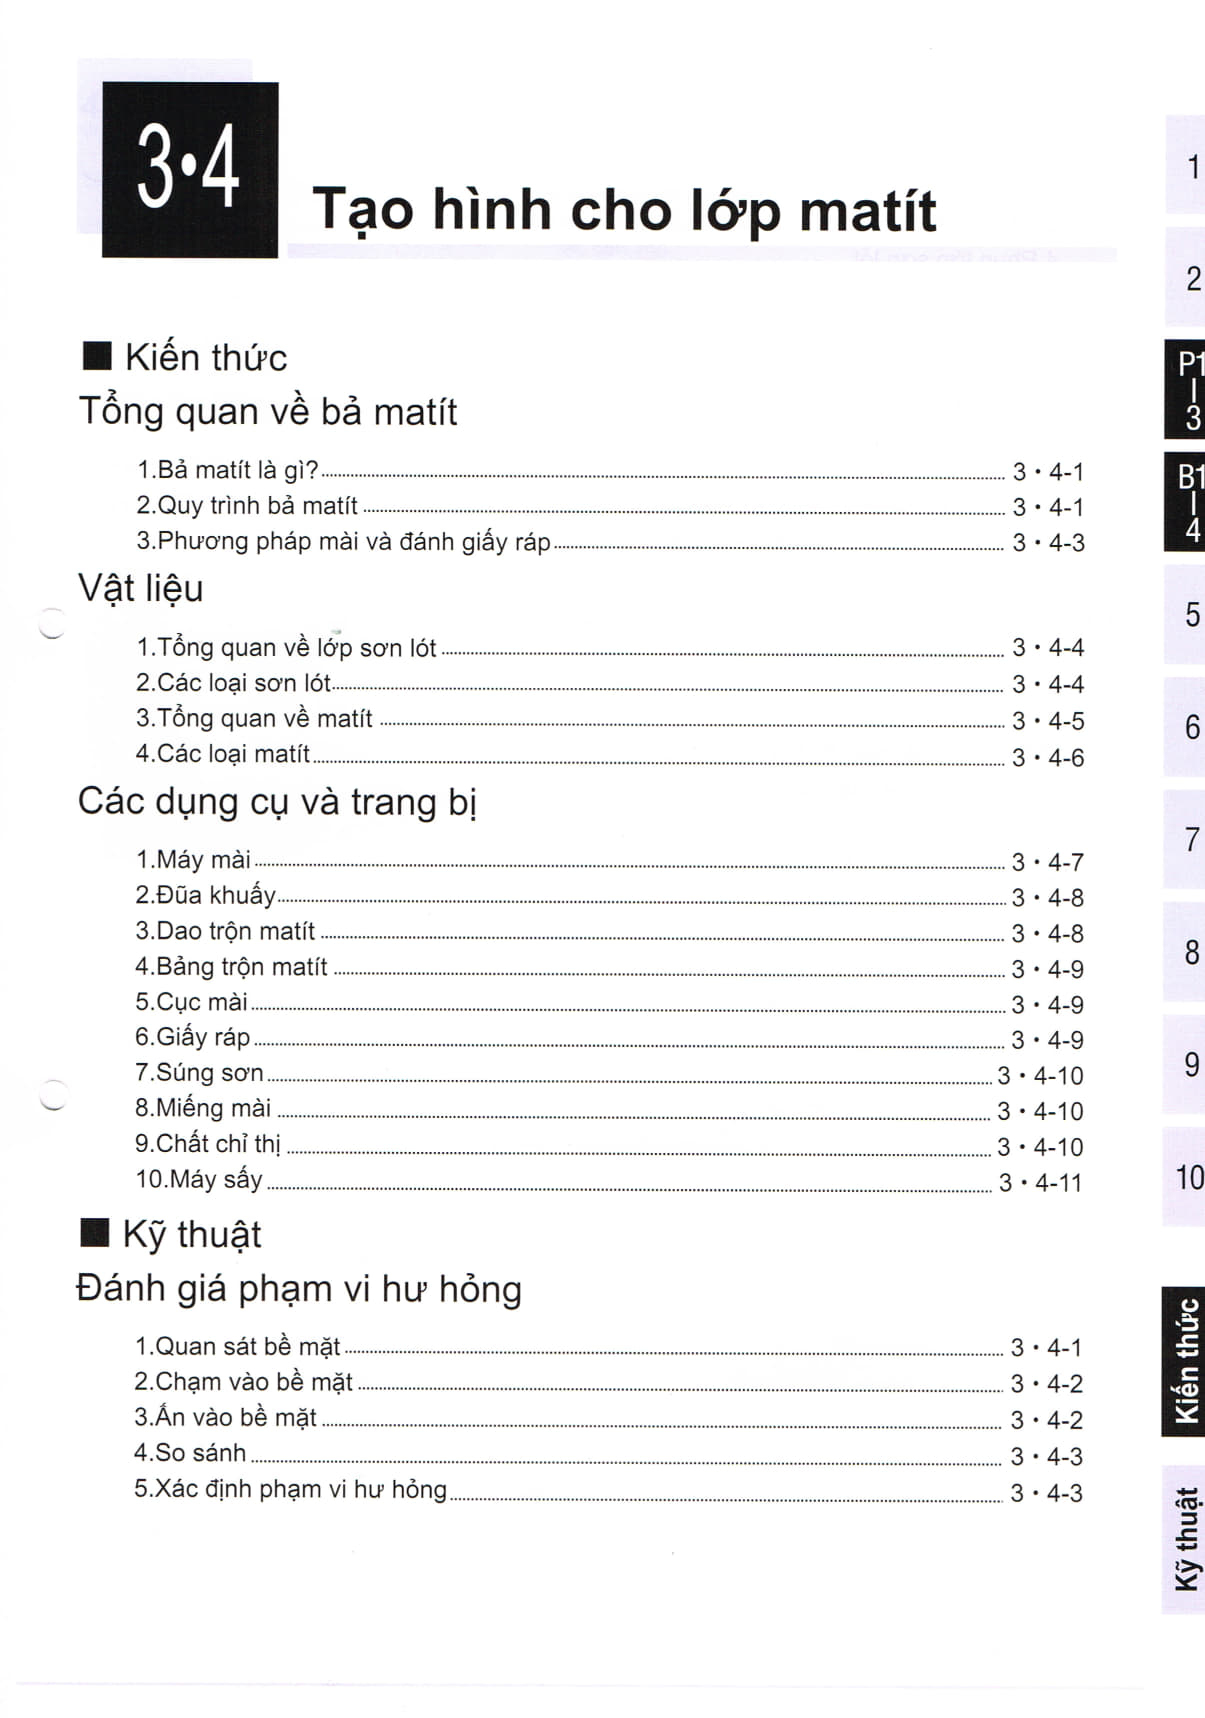 3•4
Tạo hình cho lớp matít
■ Kiến thức
Tổng quan về bả matít
1.Bả matít là gì? 3・4-1
2.Quy trình bả matít 3・4-1
3.Phương pháp mài và đánh giấy ráp 3・4-3
Vật liệu
1.Tổng quan về lớp sơn lót 3・4-4
2.Các loại sơn lót 3・4-4
3.Tổng quan về matít 3・4-5
4.Các loại matít 3・4-6
Các dụng cụ và trang bị
1.Máy mài 3・4-7
2.Đũa khuấy 3・4-8
3.Dao trộn matít 3・4-8
4.Bảng trộn matít 3・4-9
5.Cục mài 3・4-9
6.Giấy ráp 3・4-9
7.Súng sơn 3・4-10
8.Miếng mài 3・4-10
9.Chất chỉ thị 3・4-10
10.Máy sấy 3・4-11
■ Kỹ thuật
Đánh giá phạm vi hư hỏng
1.Quan sát bề mặt 3・4-1
2.Chạm vào bề mặt 3・4-2
3.Ấn vào bề mặt 3・4-2
4.So sánh 3・4-3
5.Xác định phạm vi hư hỏng 3・4-3
1
2
P1
|
3
B1
|
4
5
6
7
8
9
10
Kiến thức
Kỹ thuật